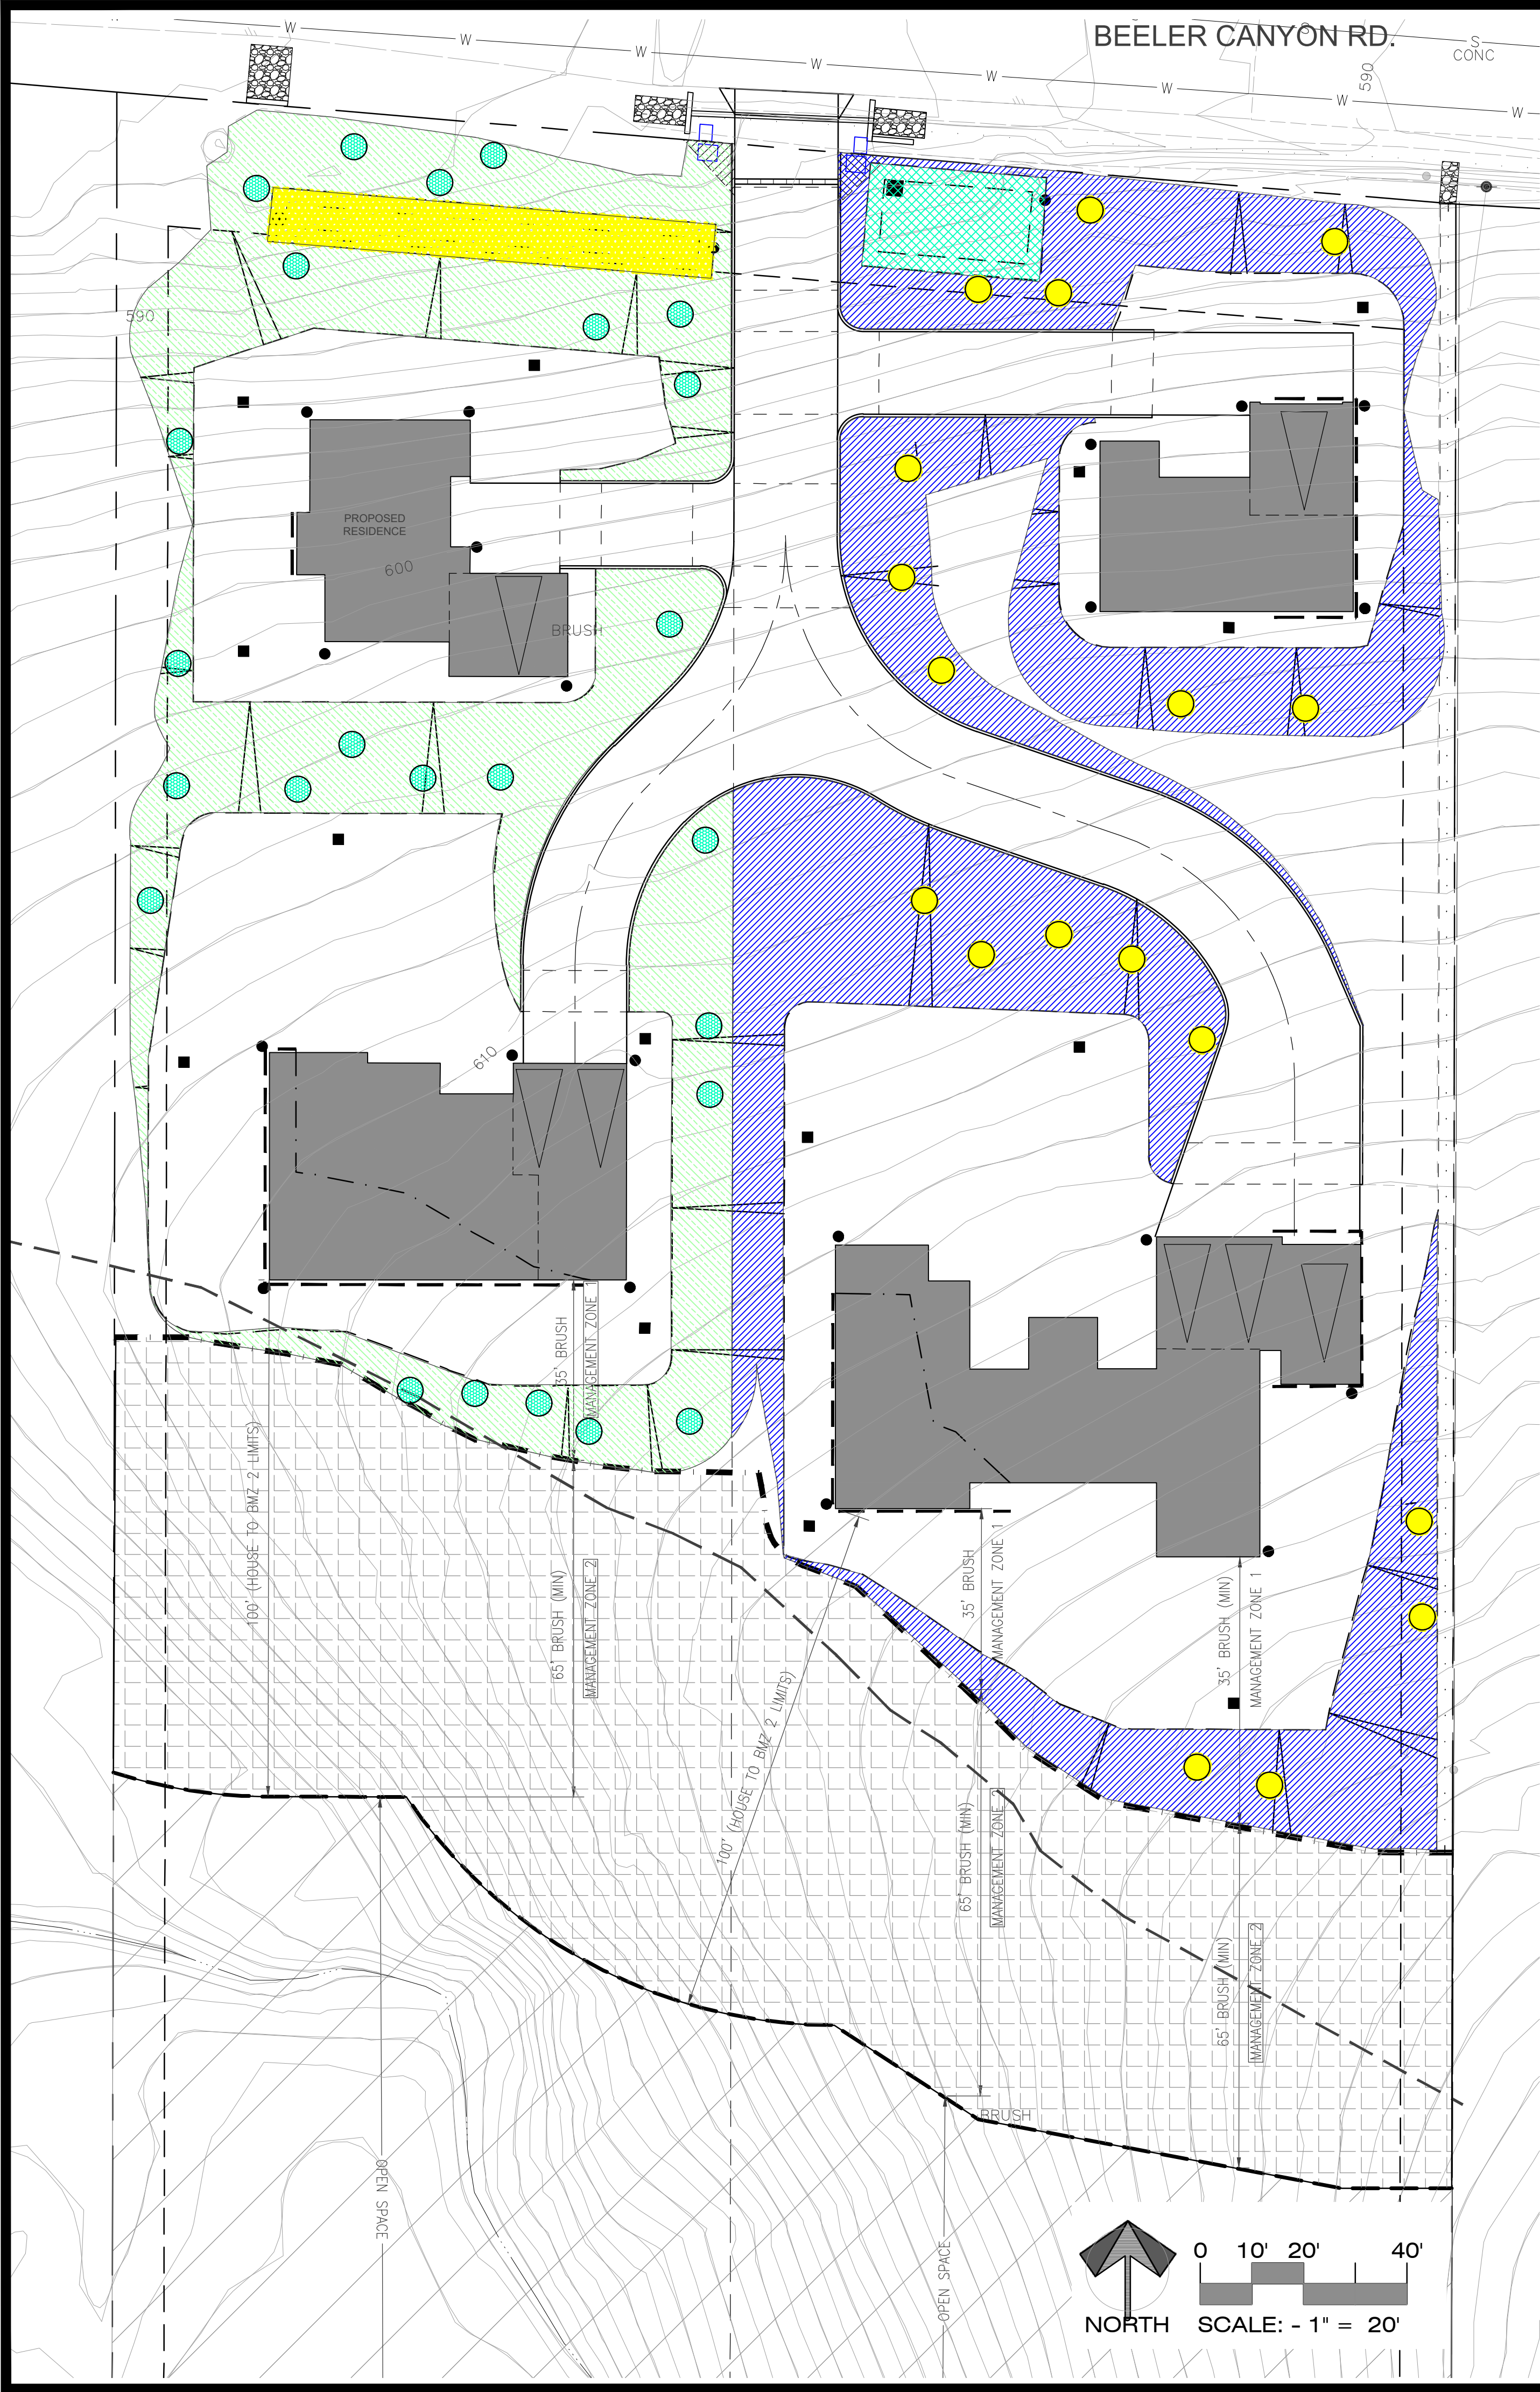 BEELER CANYON RD.
W
W
W
W
W
W
W
W
S
S
CONC
590
590
PROPOSED
RESIDENCE
600
BRUSH
610
35' BRUSH
MANAGEMENT ZONE 1
100' (HOUSE TO BMZ 2 LIMITS)
65' BRUSH (MIN)
MANAGEMENT ZONE 2
35' BRUSH
MANAGEMENT ZONE 1
35' BRUSH (MIN)
MANAGEMENT ZONE 1
100' (HOUSE TO BMZ 2 LIMITS)
65' BRUSH (MIN)
MANAGEMENT ZONE 2
65' BRUSH (MIN)
MANAGEMENT ZONE 2
BRUSH
OPEN SPACE
OPEN SPACE
0 10' 20' 40'
NORTH SCALE: - 1" = 20'